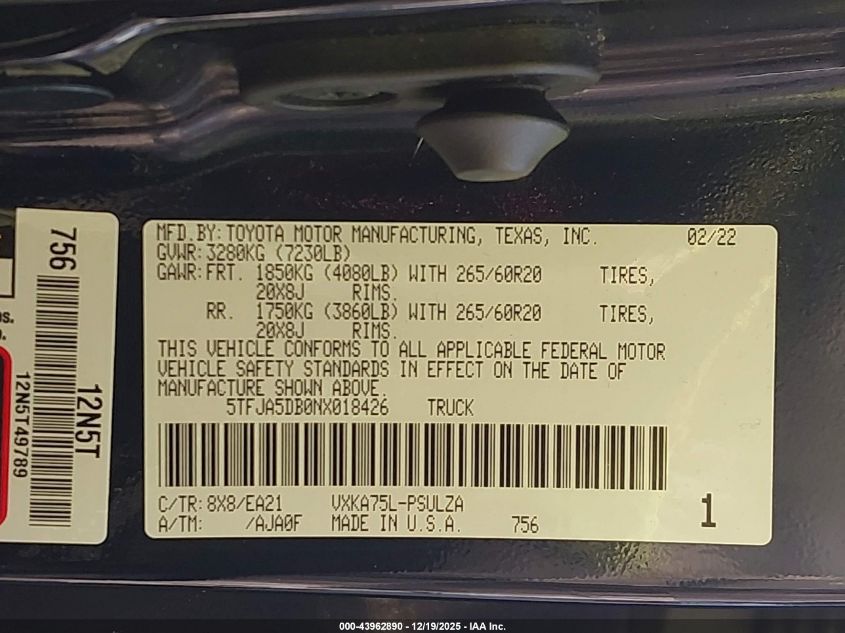 MFD.BY: TOYOTA MOTOR MANUFACTURING, TEXAS, INC. 02/22
GVWR: 3280KG (7230LB)
GAWR: FRT. 1850KG (4080LB) WITH 265/60R20 TIRES,
20X8J RIMS.
RR. 1750KG (3860LB) WITH 265/60R20 TIRES,
20X8J RIMS.
THIS VEHICLE CONFORMS TO ALL APPLICABLE FEDERAL MOTOR
VEHICLE SAFETY STANDARDS IN EFFECT ON THE DATE OF
MANUFACTURE SHOWN ABOVE.
5TFJA5DB0NX018426 TRUCK
C/TR: 8X8/EA21 VXKA75L-PSULZA
A/TM: /AJA0F MADE IN U.S.A. 756
1
756
12N5T
12N5T49789
000-43962890 - 12/19/2025 - IAA Inc.